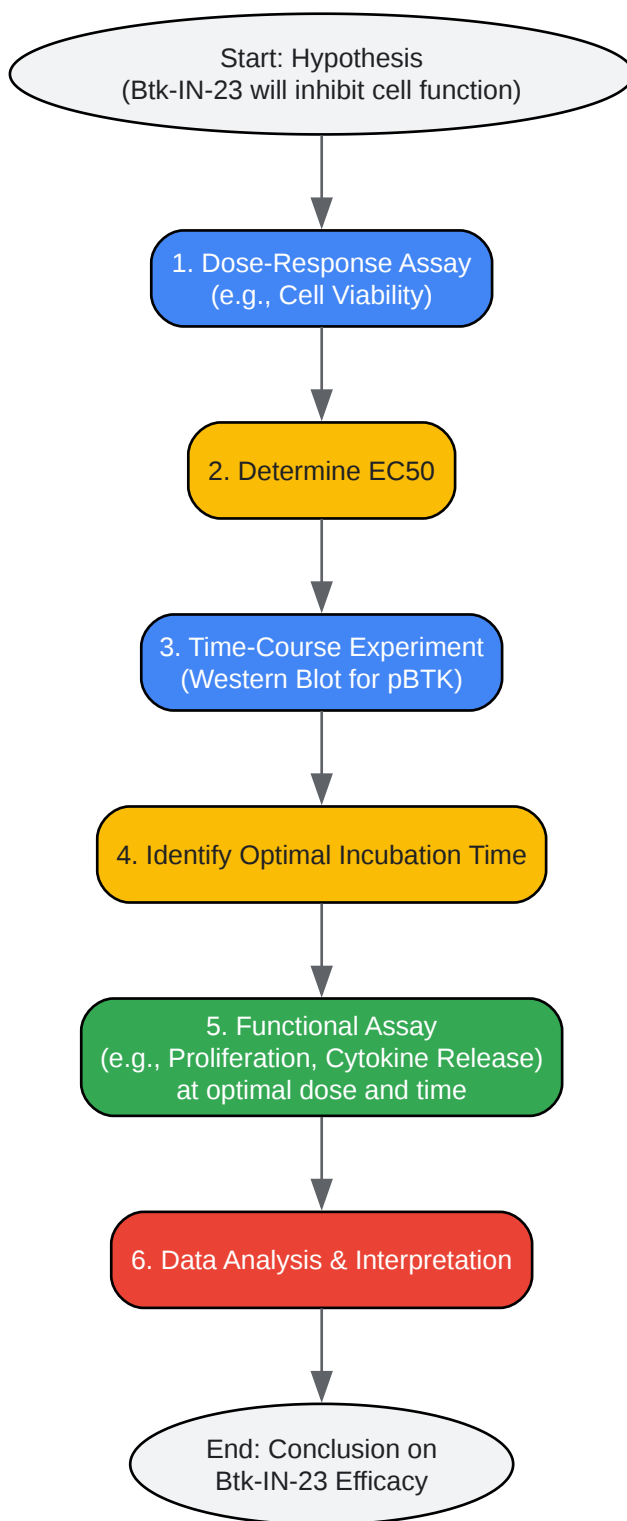 Start: Hypothesis
(Btk-IN-23 will inhibit cell function)
1. Dose-Response Assay
(e.g., Cell Viability)
2. Determine EC50
3. Time-Course Experiment
(Western Blot for pBTK)
4. Identify Optimal Incubation Time
5. Functional Assay
(e.g., Proliferation, Cytokine Release)
at optimal dose and time
6. Data Analysis & Interpretation
End: Conclusion on
Btk-IN-23 Efficacy